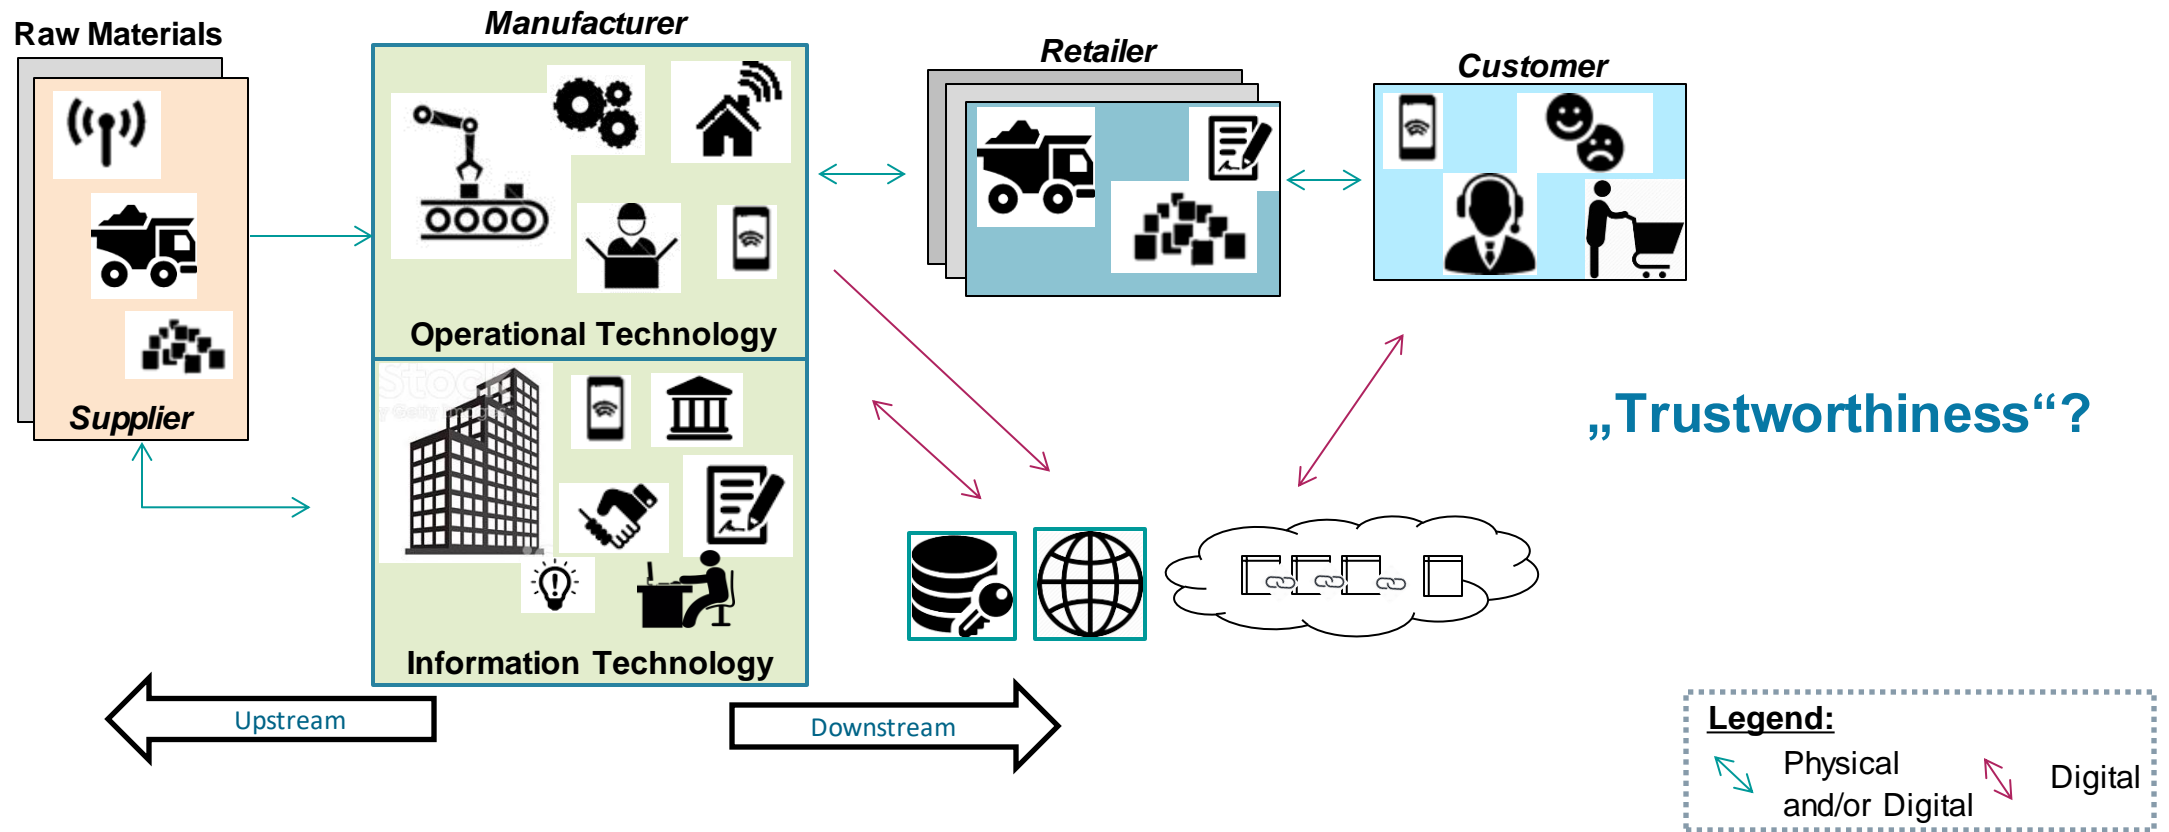 Raw Materials
Supplier
Manufacturer
Operational Technology
Stock
Information Technology
Retailer
Customer
„Trustworthiness“?
Upstream
Downstream
Legend:
Physical
and/or Digital
Digital